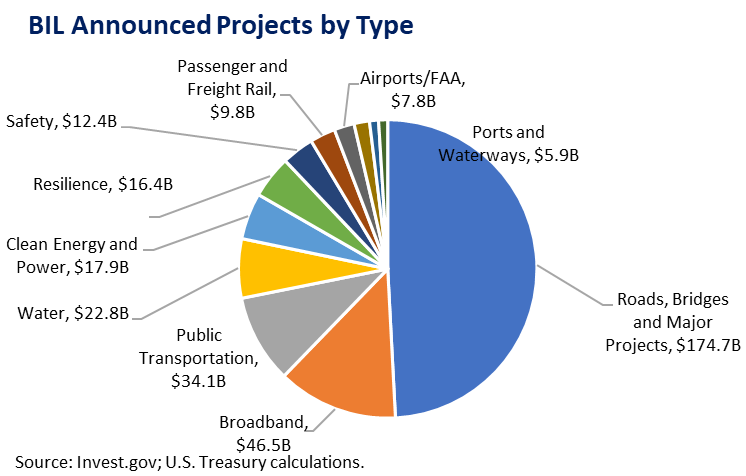 BIL Announced Projects by Type
Passenger and
Freight Rail,
$9.8B
Airports/FAA,
$7.8B
Ports and
Waterways, $5.9B
Safety, $12.4B
Resilience, $16.4B
Clean Energy and
Power, $17.9B
Water, $22.8B
Public
Transportation,
$34.1B
Broadband,
$46.5B
Roads, Bridges
and Major
Projects, $174.7B
Source: Invest.gov; U.S. Treasury calculations.